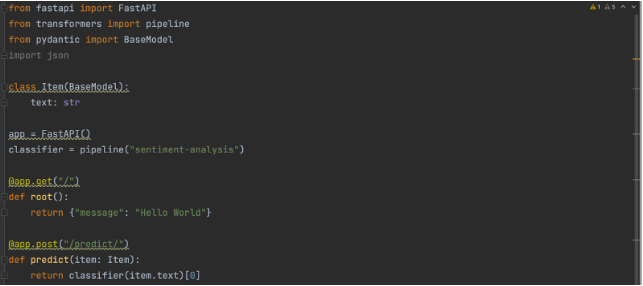 from fastapi import FastAPI
from transformers import pipeline
from pydantic import BaseModel
import json
class Item(BaseModel):
    text: str
app = FastAPI()
classifier = pipeline("sentiment-analysis")
@app.get("/")
def root():
    return {"message": "Hello World"}
@app.post("/predict/")
def predict(item: Item):
    return classifier(item.text)[0]
1 5